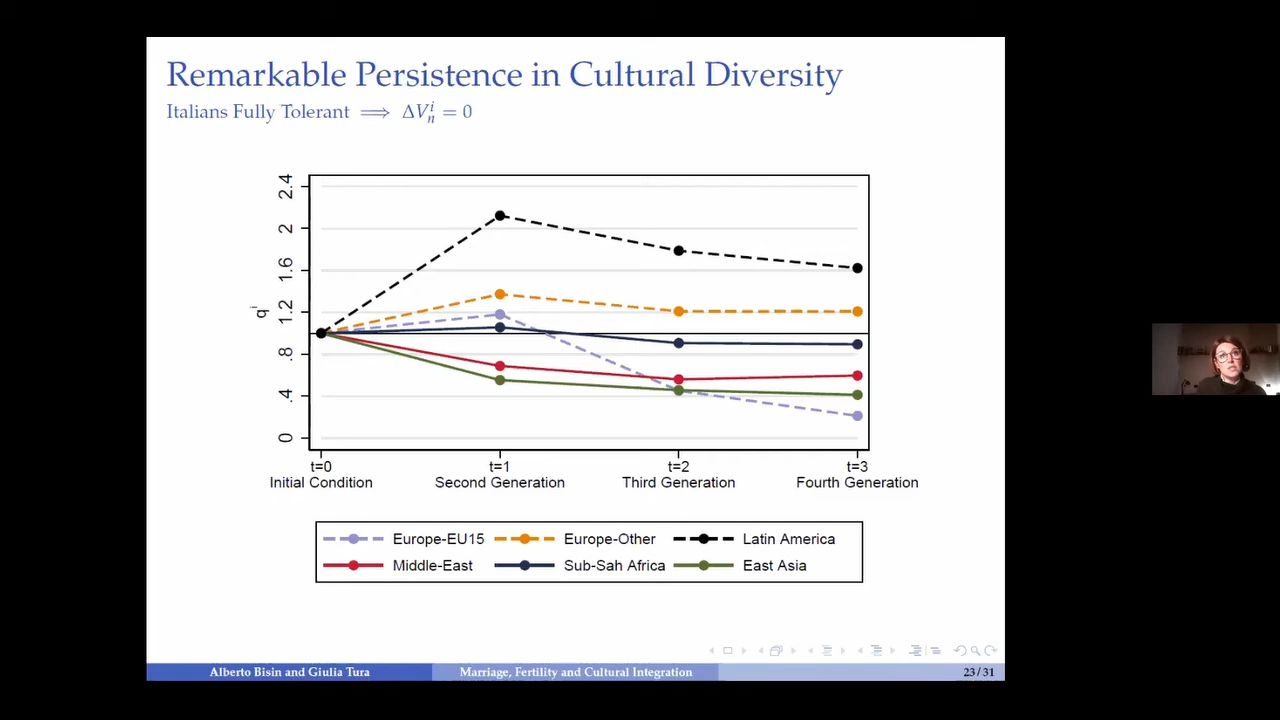 Remarkable Persistence in Cultural Diversity
Italians Fully Tolerant ⟹ ΔVⁱₙ = 0
2.4
2
1.6
1.2
.8
.4
0
qⁱ
t=0 t=1 t=2 t=3
Initial Condition Second Generation Third Generation Fourth Generation
Europe-EU15 Europe-Other Latin America
Middle-East Sub-Sah Africa East Asia
Alberto Bisin and Giulia Tura Marriage, Fertility and Cultural Integration 23 / 31